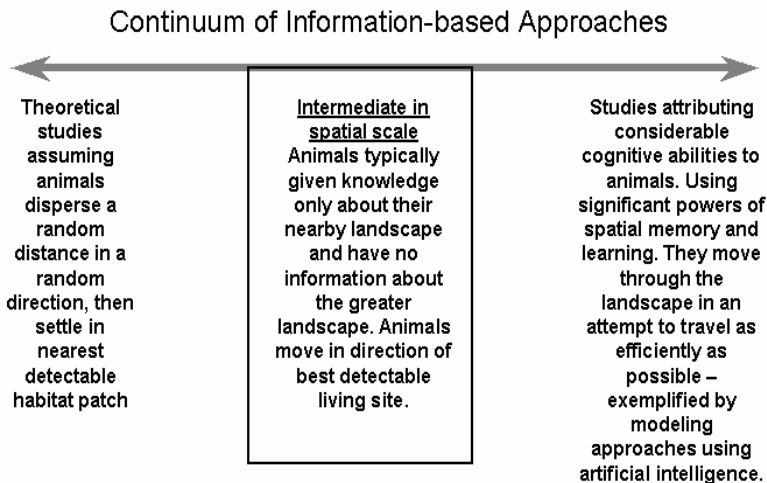 Continuum of Information-based Approaches
Theoretical
studies
assuming
animals
disperse a
random
distance in a
random
direction, then
settle in
nearest
detectable
habitat patch
Intermediate in
spatial scale
Animals typically
given knowledge
only about their
nearby landscape
and have no
information about
the greater
landscape. Animals
move in direction of
best detectable
living site.
Studies attributing
considerable
cognitive abilities to
animals. Using
significant powers of
spatial memory and
learning. They move
through the
landscape in an
attempt to travel as
efficiently as
possible –
exemplified by
modeling
approaches using
artificial intelligence.